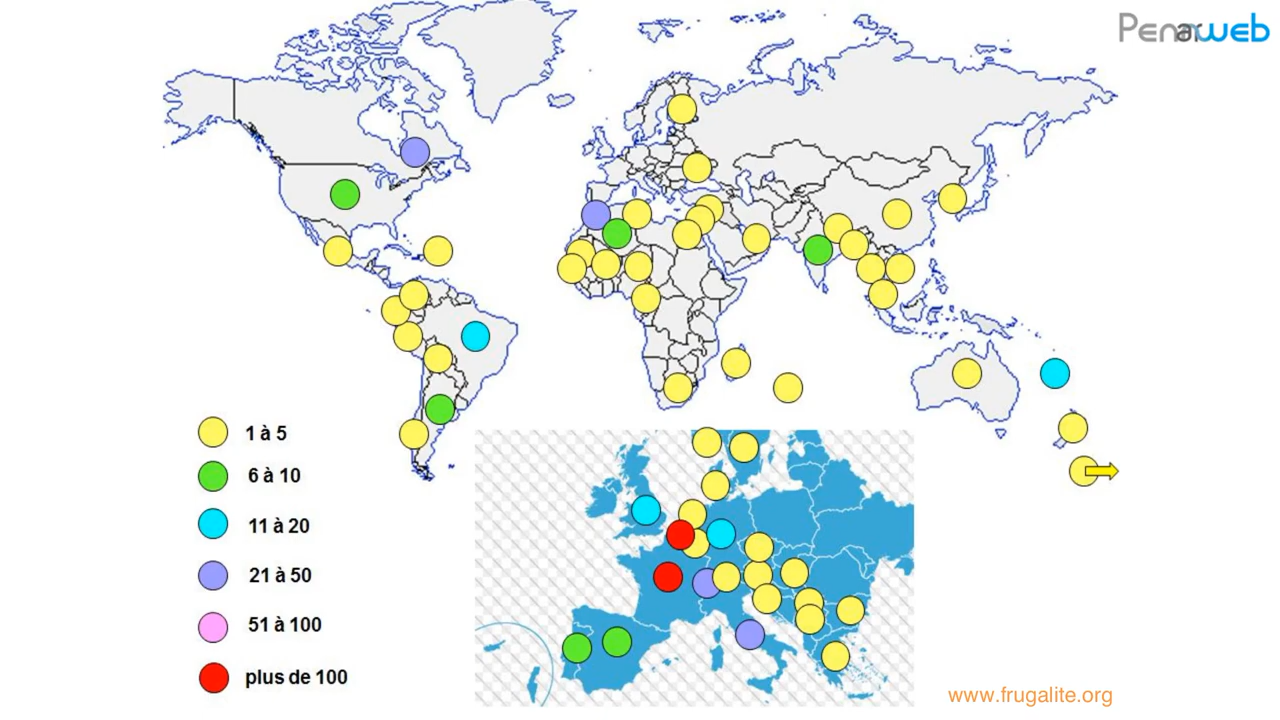 Penarweb
1 à 5
6 à 10
11 à 20
21 à 50
51 à 100
plus de 100
www.frugalite.org